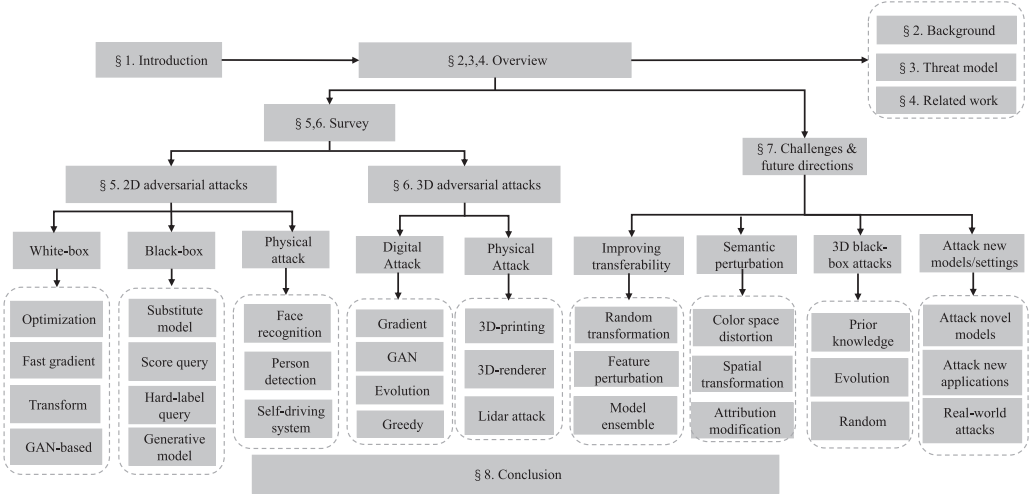 § 1. Introduction
§ 2,3,4. Overview
§ 2. Background
§ 3. Threat model
§ 4. Related work
§ 5,6. Survey
§ 7. Challenges &
future directions
§ 5. 2D adversarial attacks
§ 6. 3D adversarial attacks
White-box
Black-box
Physical
attack
Digital
Attack
Physical
Attack
Improving
transferability
Semantic
perturbation
3D black-
box attacks
Attack new
models/settings
Optimization
Fast gradient
Transform
GAN-based
Substitute
model
Score query
Hard-label
query
Generative
model
Face
recognition
Person
detection
Self-driving
system
Gradient
GAN
Evolution
Greedy
3D-printing
3D-renderer
Lidar attack
Random
transformation
Feature
perturbation
Model
ensemble
Color space
distortion
Spatial
transformation
Attribution
modification
Prior
knowledge
Evolution
Random
Attack novel
models
Attack new
applications
Real-world
attacks
§ 8. Conclusion